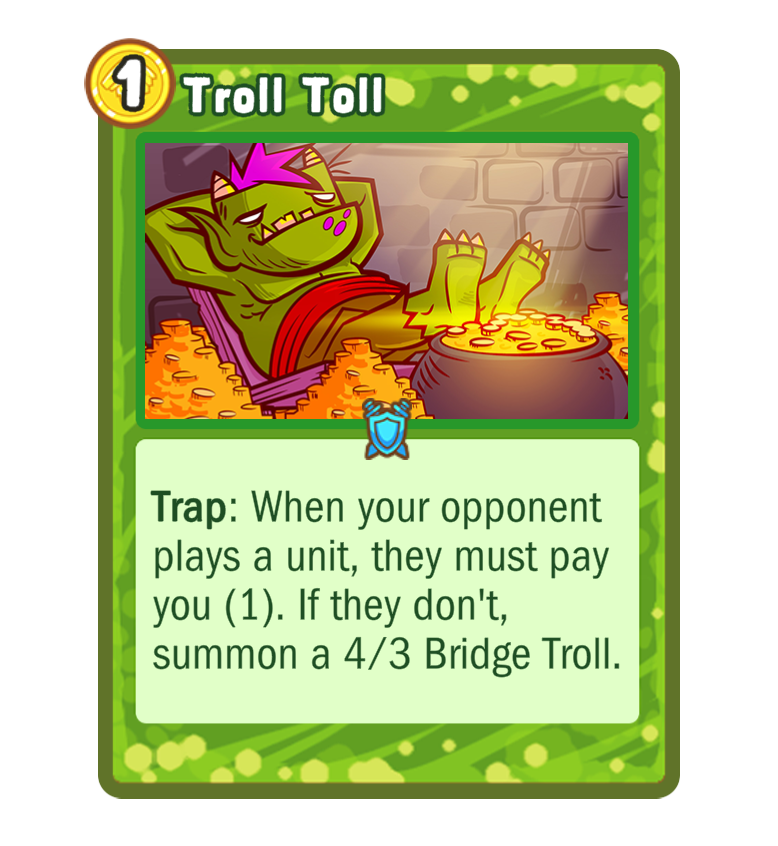 1
Troll Toll
Trap: When your opponent
plays a unit, they must pay
you (1). If they don't,
summon a 4/3 Bridge Troll.